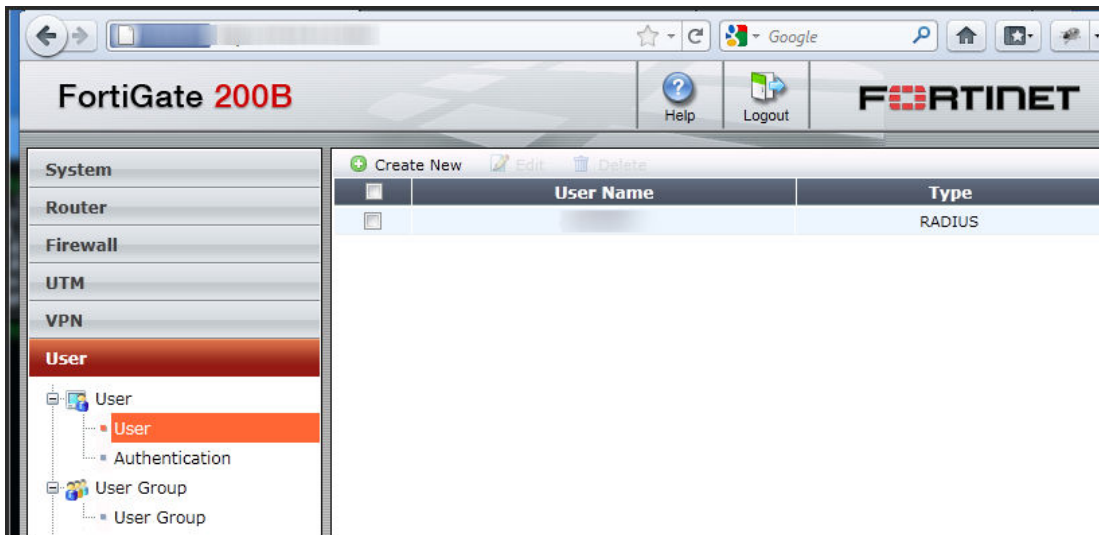 Google
FortiGate 200B
Help
Logout
FORTINET
System
Router
Firewall
UTM
VPN
User
User
User
Authentication
User Group
User Group
Create New Edit Delete
User Name Type
RADIUS